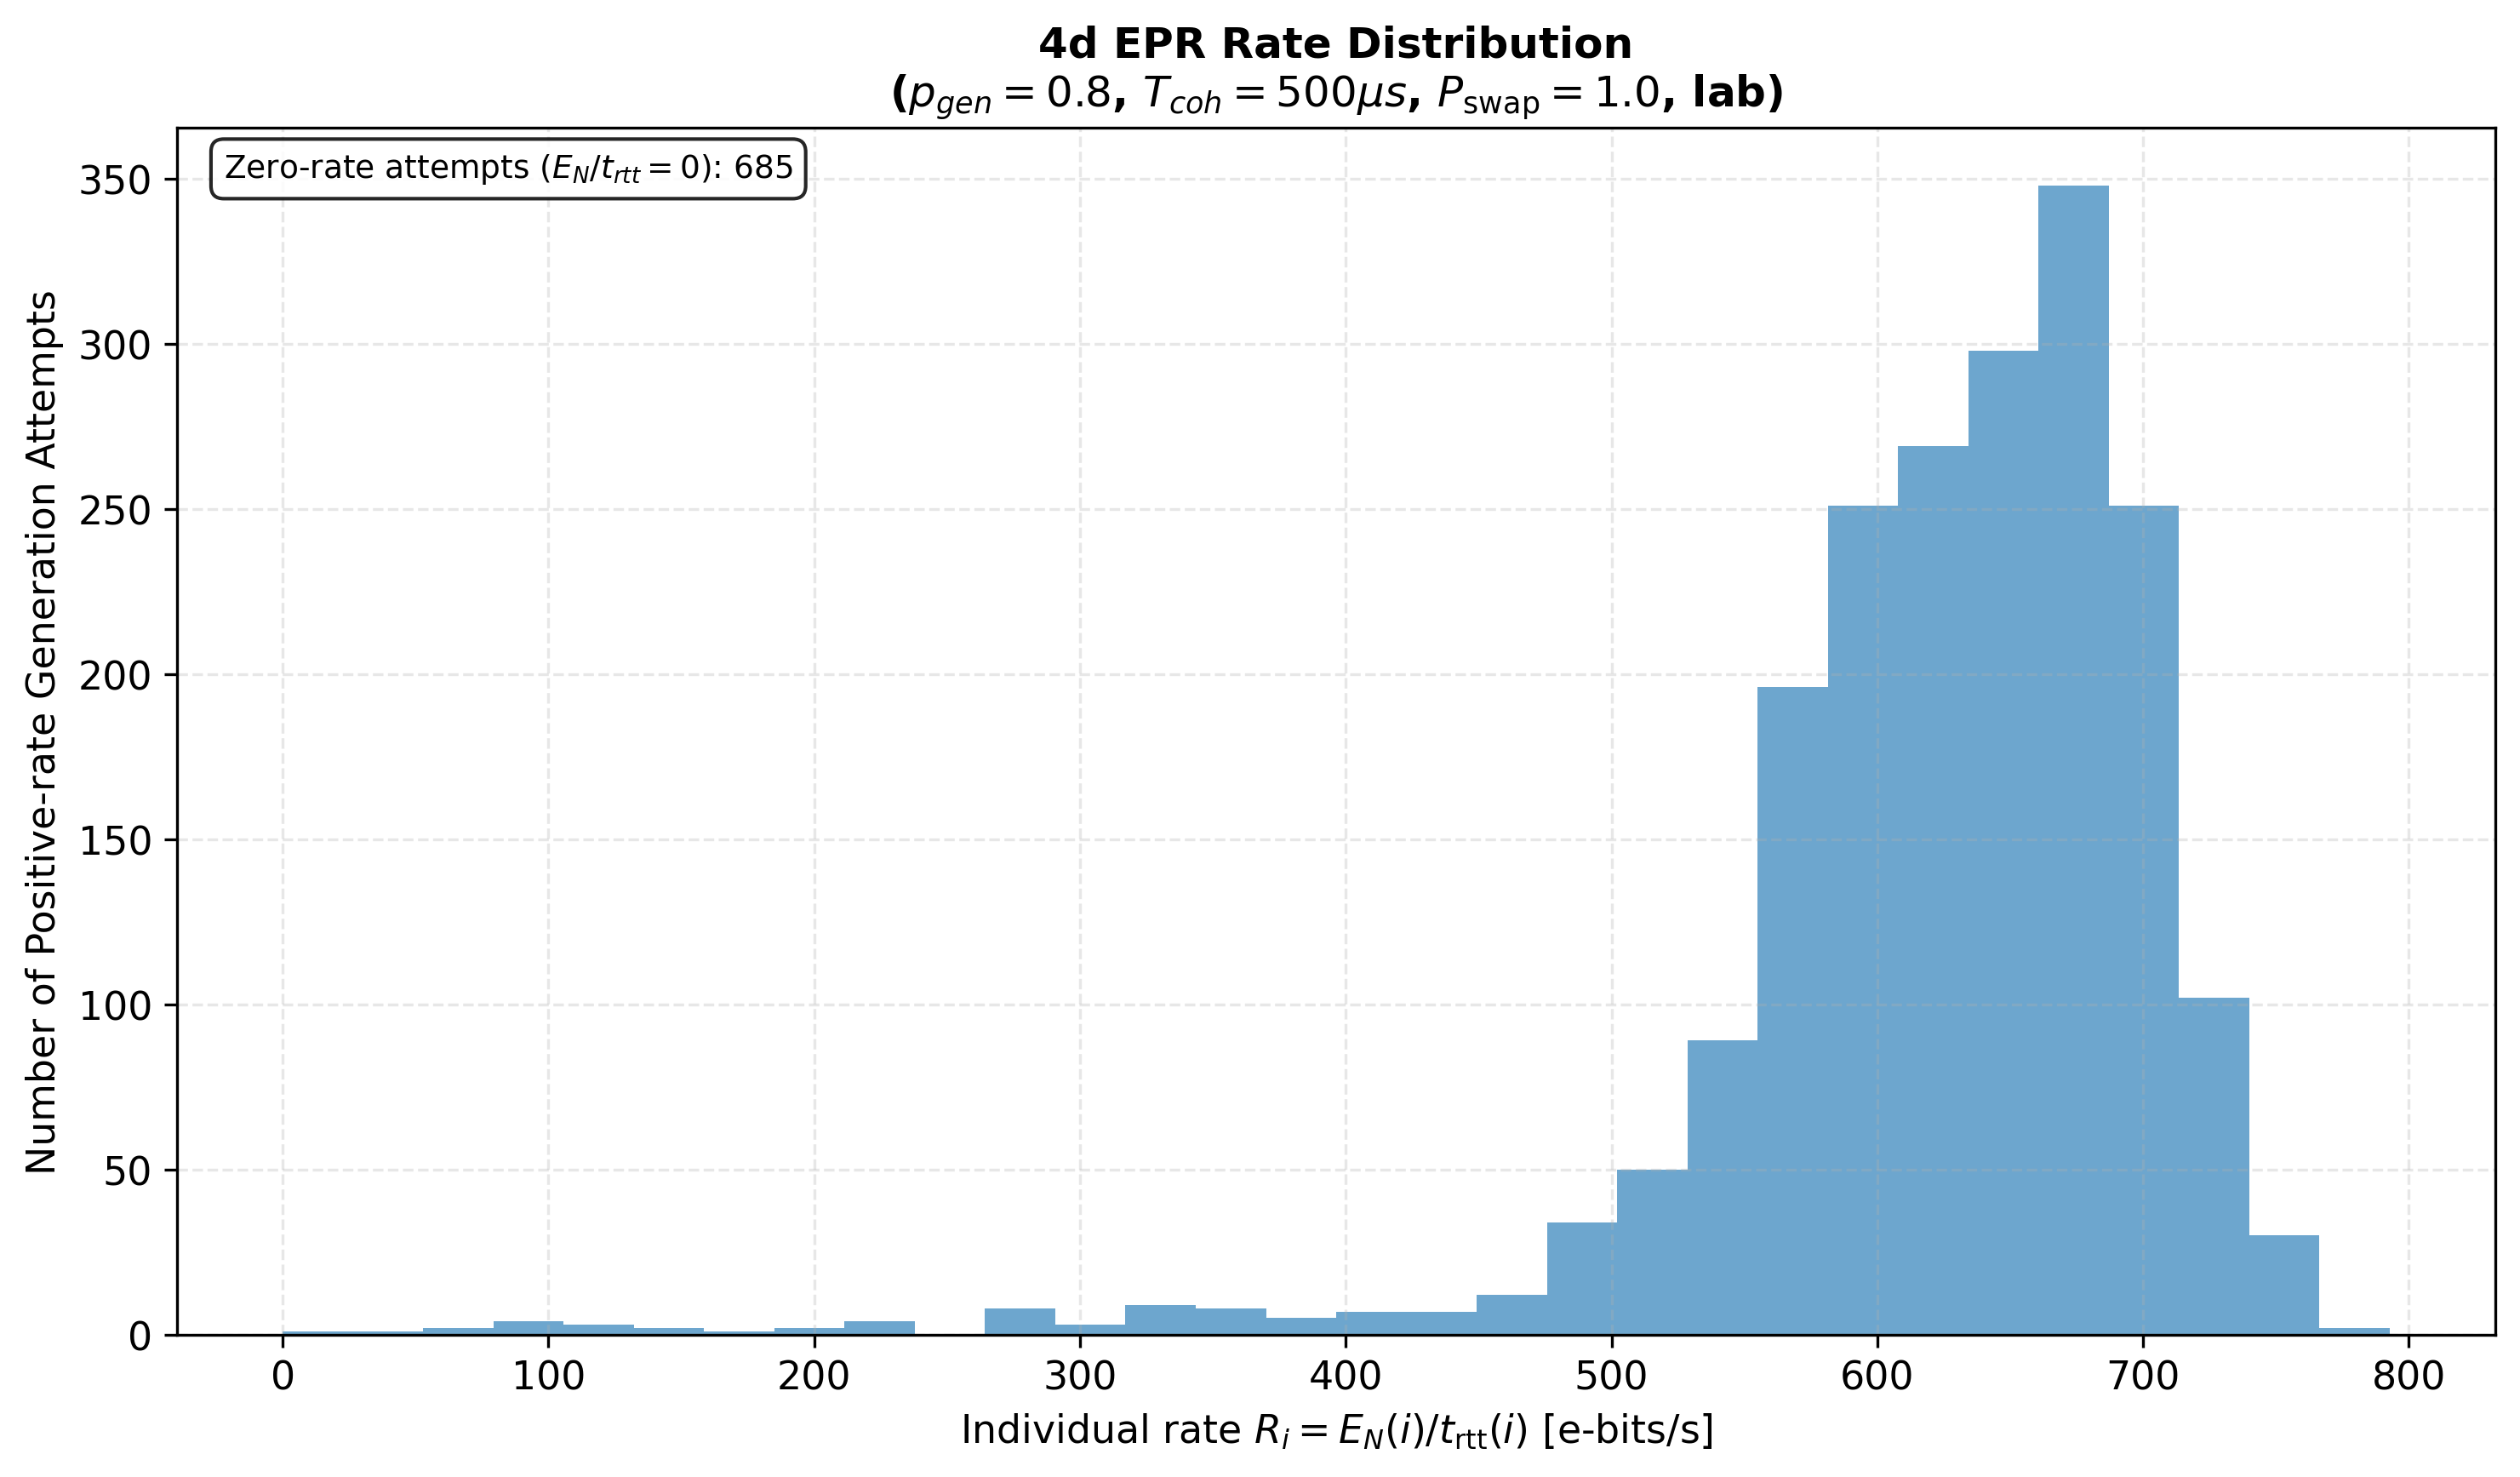 4d EPR Rate Distribution
(p_gen = 0.8, T_coh = 500μs, P_swap = 1.0, lab)
Zero-rate attempts (E_N/t_rtt = 0): 685
Number of Positive-rate Generation Attempts
350
300
250
200
150
100
50
0
0 100 200 300 400 500 600 700 800
Individual rate R_i = E_N(i)/t_rtt(i) [e-bits/s]